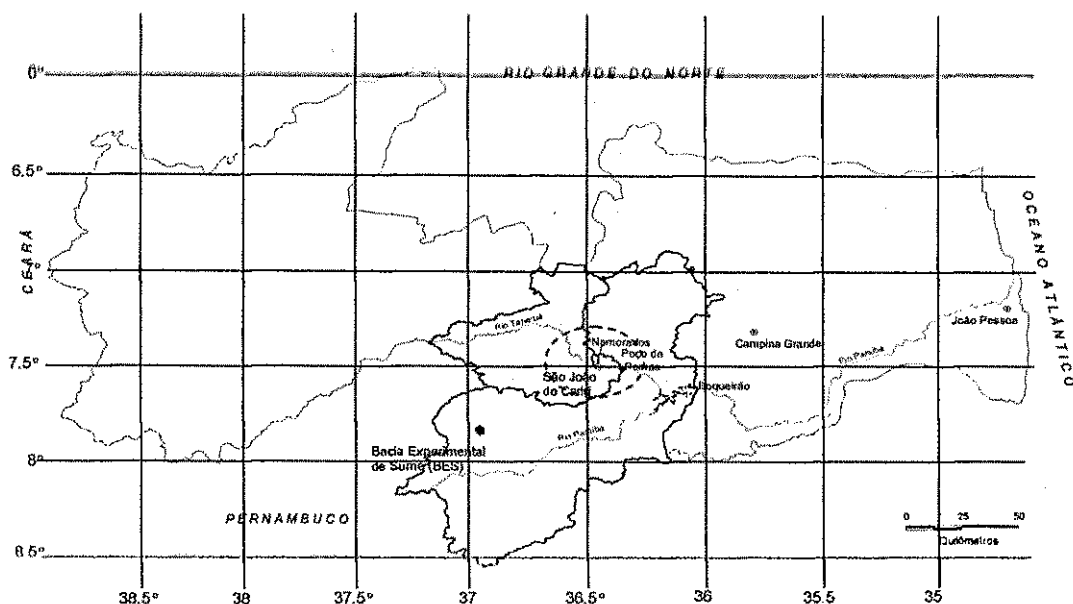 RIO GRANDE DO NORTE
6°
6.5°
CEARÁ
7°
OCEANO ATLÂNTICO
Rio Taperoá
João Pessoa
Namorados
Campina Grande
Poço de
Pedras
Rio Paraíba
7.5°
São João
do Cariri
Boqueirão
Rio Paraíba
Bacia Experimental
de Sumé (BES)
8°
PERNAMBUCO
0 25 50
Quilômetros
8.5°
38.5° 38 37.5° 37 36.5° 36 35.5° 35